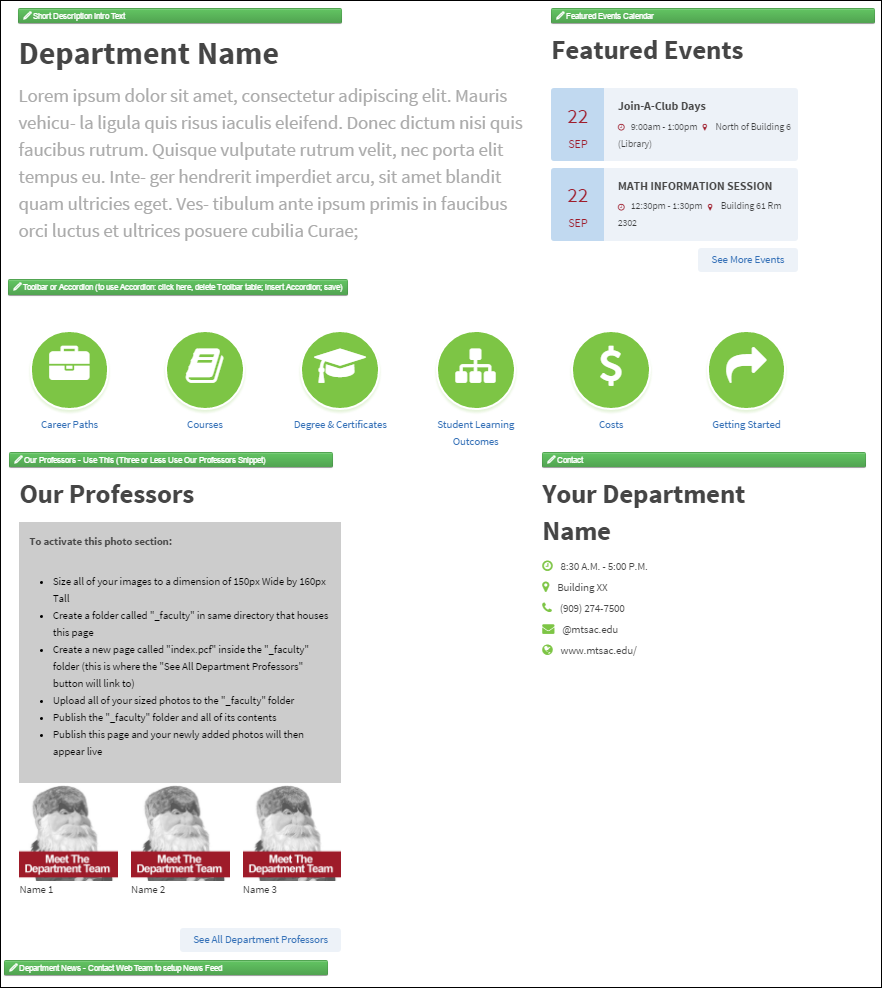 Short Description Intro Text
Department Name
Lorem ipsum dolor sit amet, consectetur adipiscing elit. Mauris
vehicu- la ligula quis risus iaculis eleifend. Donec dictum nisi quis
faucibus rutrum. Quisque vulputate rutrum velit, nec porta elit
tempus eu. Inte- ger hendrerit imperdiet arcu, sit amet blandit
quam ultricies eget. Ves- tibulum ante ipsum primis in faucibus
orci luctus et ultrices posuere cubilia Curae;
Featured Events Calendar
Featured Events
22
SEP
Join-A-Club Days
9:00am - 1:00pm North of Building 6
(Library)
22
SEP
MATH INFORMATION SESSION
12:30pm - 1:30pm Building 61 Rm
2302
See More Events
Toolbar or Accordion (to use Accordion: click here, delete Toolbar table; Insert Accordion; save)
Career Paths
Courses
Degree & Certificates
Student Learning
Outcomes
$
Costs
Getting Started
Our Professors - Use This (Three or Less Use Our Professors Snippet)
Our Professors
To activate this photo section:
• Size all of your images to a dimension of 150px Wide by 160px
Tall
• Create a folder called "_faculty" in same directory that houses
this page
• Create a new page called "index.pcf" inside the "_faculty"
folder (this is where the "See All Department Professors"
button will link to)
• Upload all of your sized photos to the "_faculty" folder
• Publish the "_faculty" folder and all of its contents
• Publish this page and your newly added photos will then
appear live
Meet The
Department Team
Name 1
Meet The
Department Team
Name 2
Meet The
Department Team
Name 3
See All Department Professors
Contact
Your Department
Name
8:30 A.M. - 5:00 P.M.
Building XX
(909) 274-7500
@mtsac.edu
www.mtsac.edu/
Department News - Contact Web Team to setup News Feed